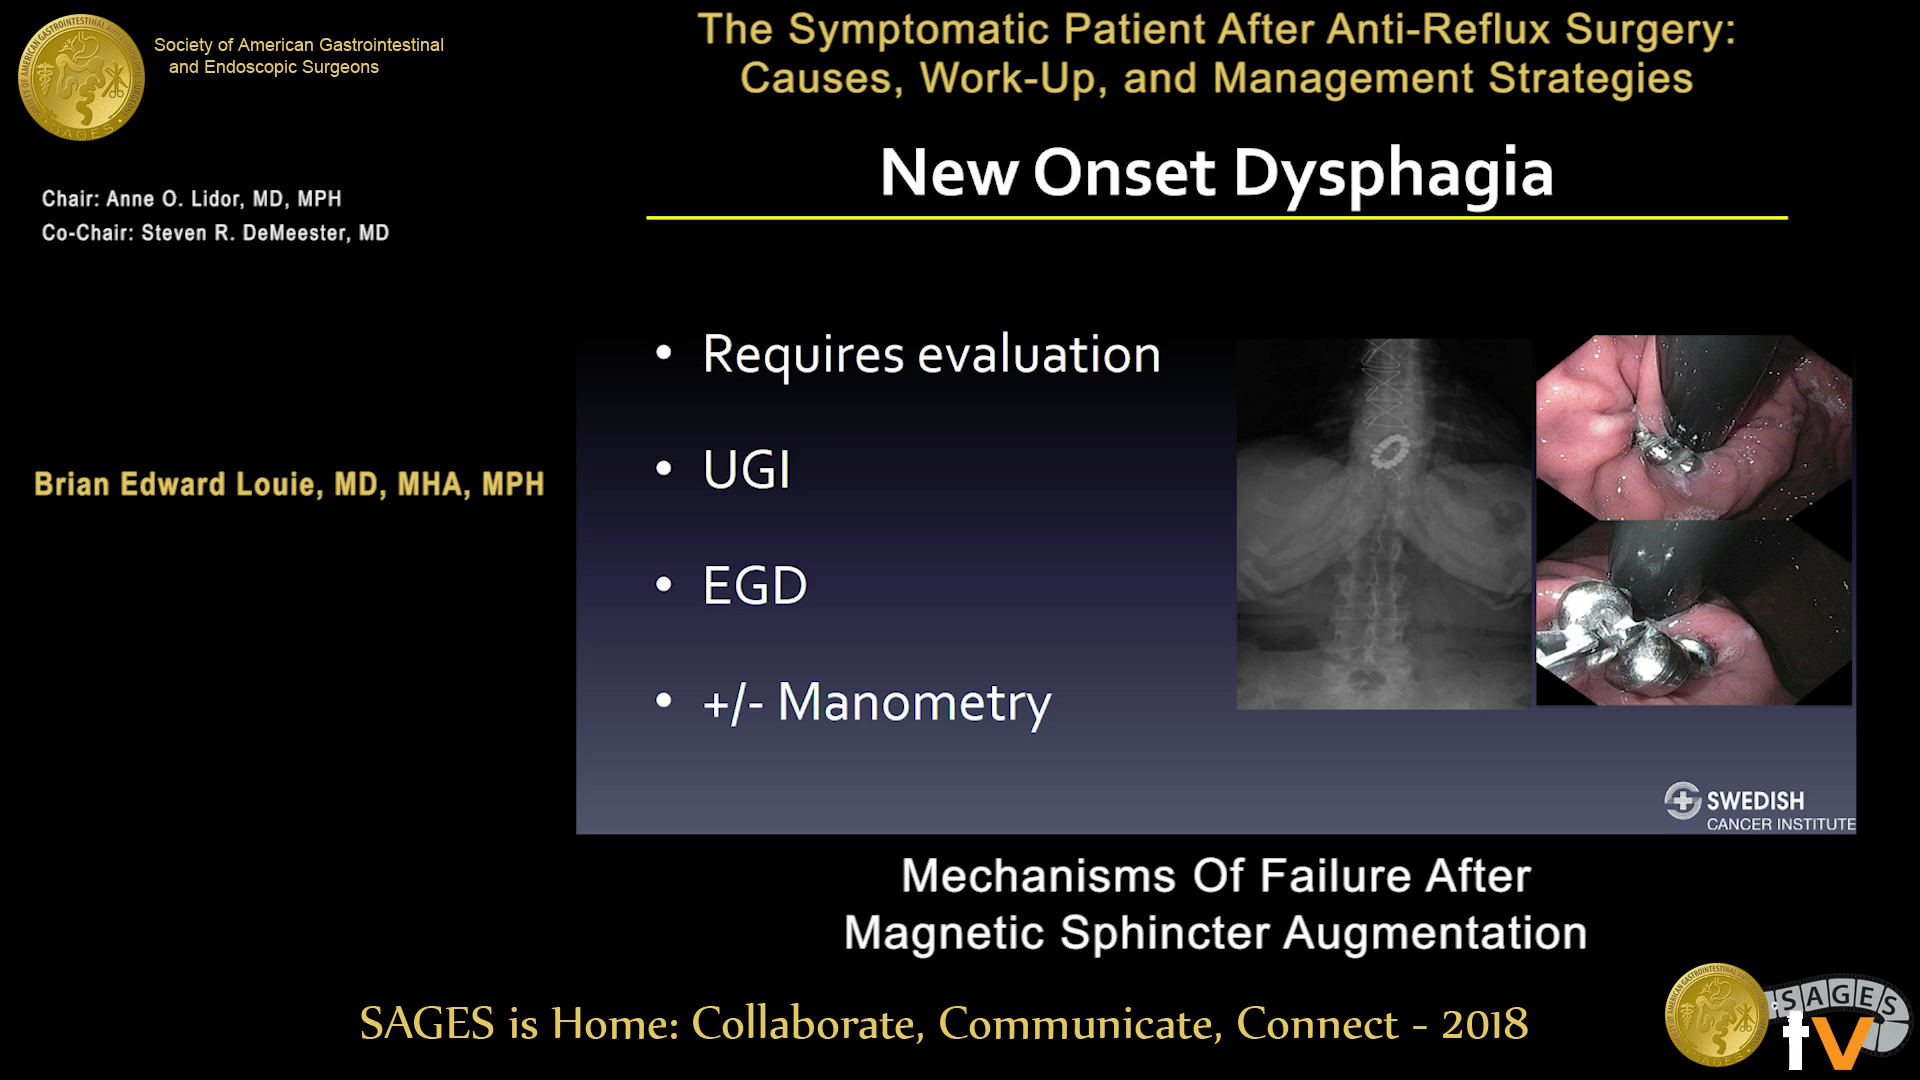 Society of American Gastrointestinal
and Endoscopic Surgeons
The Symptomatic Patient After Anti-Reflux Surgery:
Causes, Work-Up, and Management Strategies
Chair: Anne O. Lidor, MD, MPH
Co-Chair: Steven R. DeMeester, MD
New Onset Dysphagia
• Requires evaluation
• UGI
• EGD
• +/- Manometry
Brian Edward Louie, MD, MHA, MPH
SWEDISH
CANCER INSTITUTE
Mechanisms Of Failure After
Magnetic Sphincter Augmentation
SAGES is Home: Collaborate, Communicate, Connect - 2018
SAGES
tv